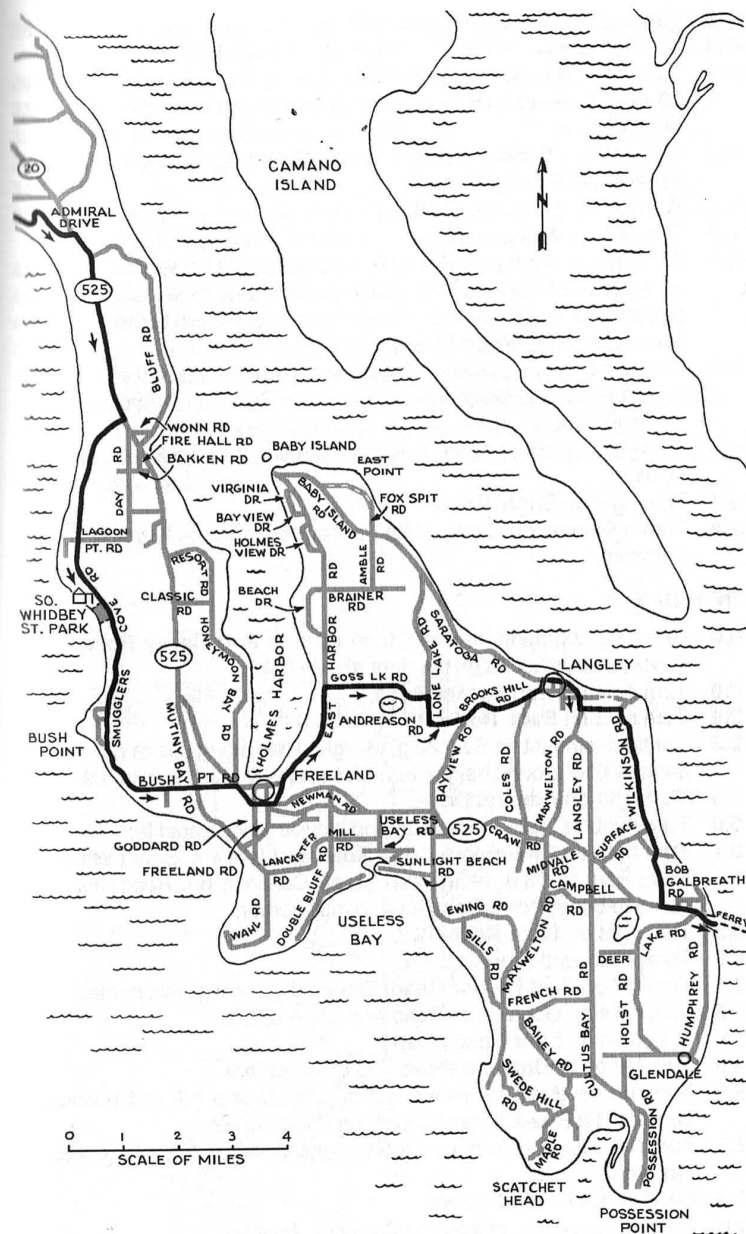 CAMANO
ISLAND
N
20
ADMIRAL
DRIVE
525
BLUFF RD
WONN RD
FIRE HALL RD
BAKKEN RD
BABY ISLAND
EAST
POINT
VIRGINIA
DR
BABY ISLAND
RD
FOX SPIT
RD
BAY VIEW
DR
HOLMES
VIEW DR
DAY RD
LAGOON
PT. RD
RESORT RD
CLASSIC
RD
BEACH
DR
AMBLE RD
BRAINER
RD
SO.
WHIDBEY
ST. PARK
SMUGGLERS COVE RD
HONEYMOON BAY RD
HOLMES HARBOR
EAST HARBOR RD
LONE LAKE RD
SARATOGA RD
525
MUTINY BAY RD
GOSS LK RD
LANGLEY
BROOKS HILL
RD
ANDREASON
RD
BUSH
POINT
BUSH PT. RD
FREELAND
BAYVIEW RD
COLES RD
MAXWELTON RD
LANGLEY RD
WILKINSON RD
NEWMAN RD
GODDARD RD
FREELAND RD
LANCASTER
RD
MILL
RD
USELESS
BAY RD
525
CRAW RD
MIDVALE
RD
SURFACE
RD
SUNLIGHT BEACH
RD
CAMPBELL
RD
BOB
GALBREATH
RD
FERRY
WAHL RD
DOUBLE BLUFF RD
USELESS
BAY
EWING RD
SILLS RD
MAXWELTON RD
DEER
LAKE RD
FRENCH RD
BAILEY RD
CULTUS BAY RD
HOLST RD
HUMPHREY RD
GLENDALE
SWEDE HILL
RD
MAPLE RDG
POSSESSION RD
0 1 2 3 4
SCALE OF MILES
SCATCHET
HEAD
POSSESSION
POINT